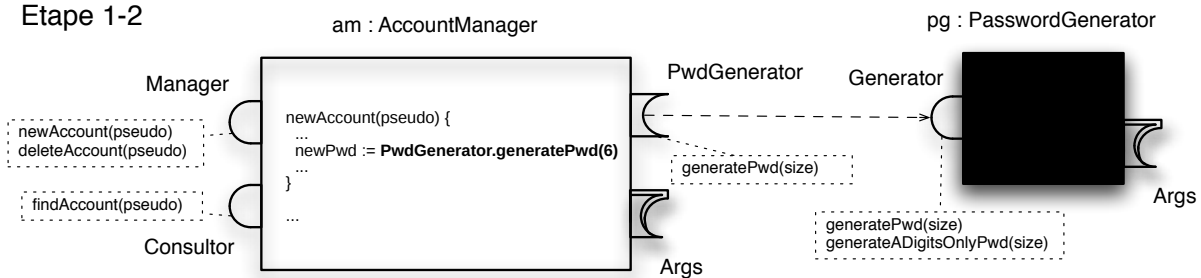 Etape 1-2
am : AccountManager
pg : PasswordGenerator
Manager
PwdGenerator
Generator
newAccount(pseudo)
deleteAccount(pseudo)
newAccount(pseudo) {
...
newPwd := PwdGenerator.generatePwd(6)
...
}
...
generatePwd(size)
findAccount(pseudo)
Consultor
Args
generatePwd(size)
generateADigitsOnlyPwd(size)
Args